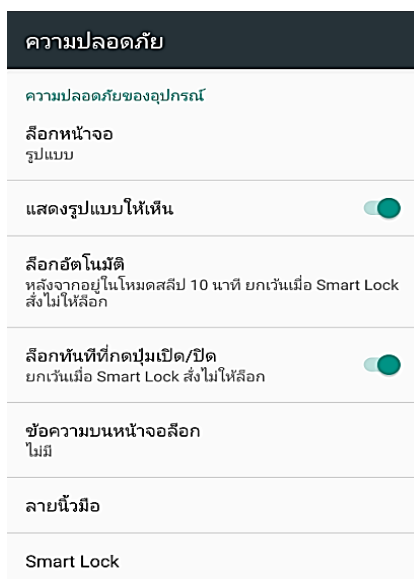 ความปลอดภัย
ความปลอดภัยของอุปกรณ์
ล็อกหน้าจอ
รูปแบบ
แสดงรูปแบบให้เห็น
ล็อกอัตโนมัติ
หลังจากอยู่ในโหมดสลีป 10 นาที ยกเว้นเมื่อ Smart Lock
สั่งไม่ให้ล็อก
ล็อกทันทีที่กดปุ่มเปิด/ปิด
ยกเว้นเมื่อ Smart Lock สั่งไม่ให้ล็อก
ข้อความบนหน้าจอล็อก
ไม่มี
ลายนิ้วมือ
Smart Lock